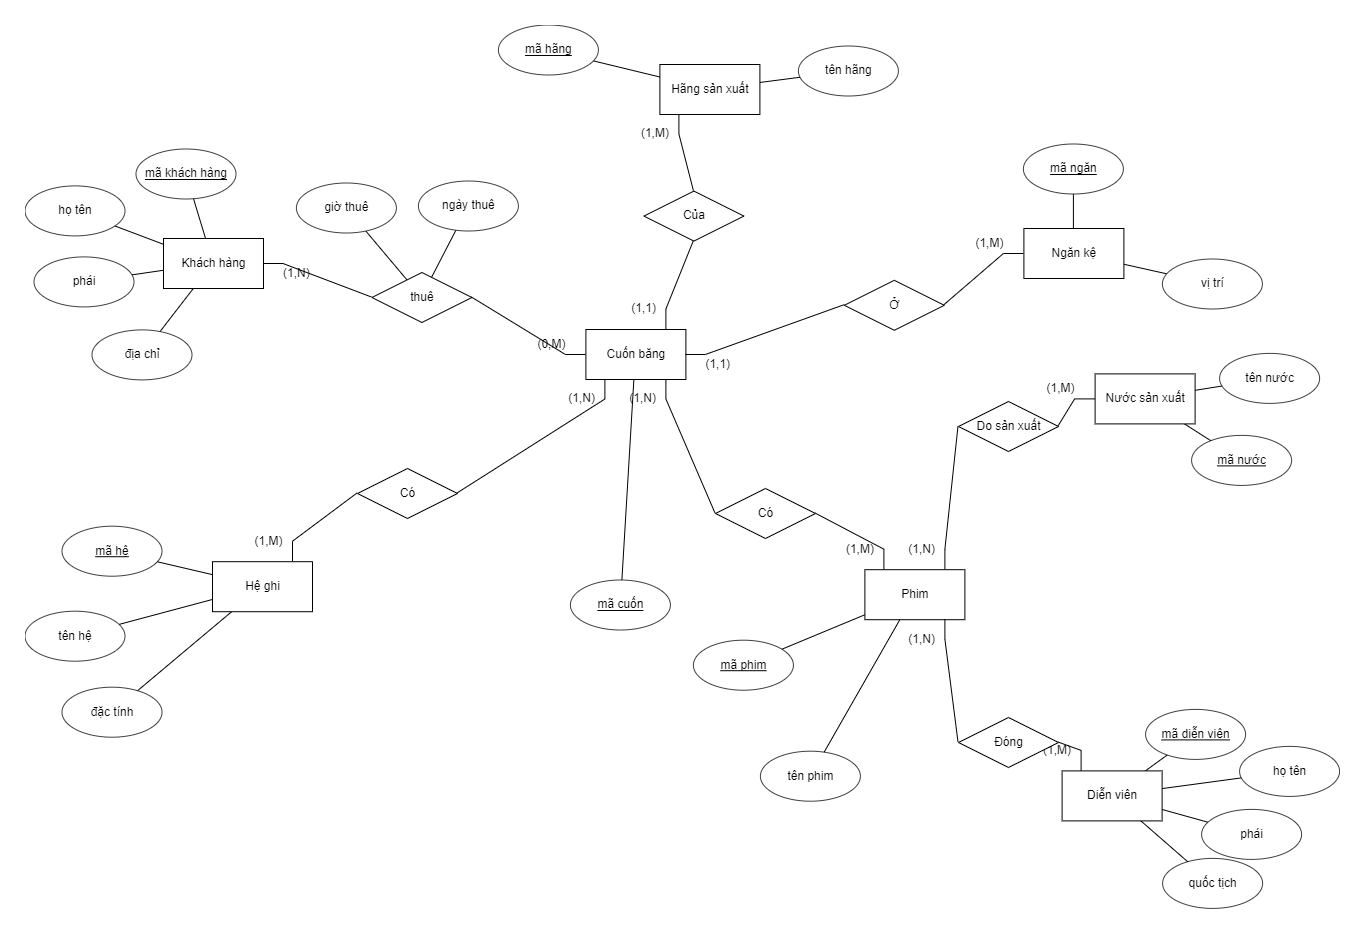 mã hãng
tên hãng
Hãng sản xuất
(1,M)
mã ngăn
mã khách hàng
họ tên
giờ thuê
ngày thuê
Của
(1,M)
Ngăn kệ
Khách hàng
(1,N)
phái
vị trí
thuê
Ở
(1,1)
(0,M)
Cuốn băng
(1,1)
địa chỉ
tên nước
(1,M)
Nước sản xuất
(1,N)
(1,N)
Do sản xuất
mã nước
Có
Có
(1,M)
(1,M)
(1,N)
mã hê
Hệ ghi
Phim
mã cuốn
tên hệ
(1,N)
mã phim
đặc tính
mã diễn viên
Đóng
(1,M)
họ tên
tên phim
Diễn viên
phái
quốc tịch